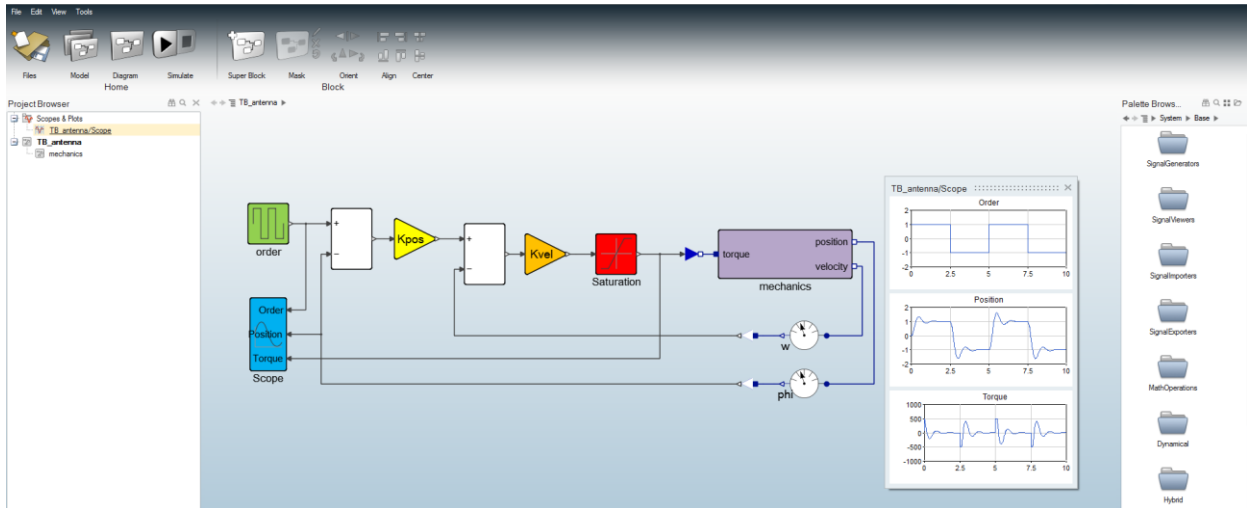 File Edit View Tools
Files Model Diagram Simulate Super Block Mask Orient Align Center
Home Block
Project Browser
TB_antenna
Palette Brows...
Scopes & Plots
TB_antenna/Scope
TB_antenna
mechanics
System Base
SignalGenerators
SignalViewers
SignalImporters
SignalExporters
MathOperations
Dynamical
Hybrid
order
+
−
Kpos
+
−
Kvel
Saturation
torque
position
velocity
mechanics
Order
Position
Torque
Scope
w
phi
TB_antenna/Scope
Order
2
1
0
-1
-2
0 2.5 5 7.5 10
Position
2
1
0
-1
-2
0 2.5 5 7.5 10
Torque
1000
500
0
-500
-1000
0 2.5 5 7.5 10